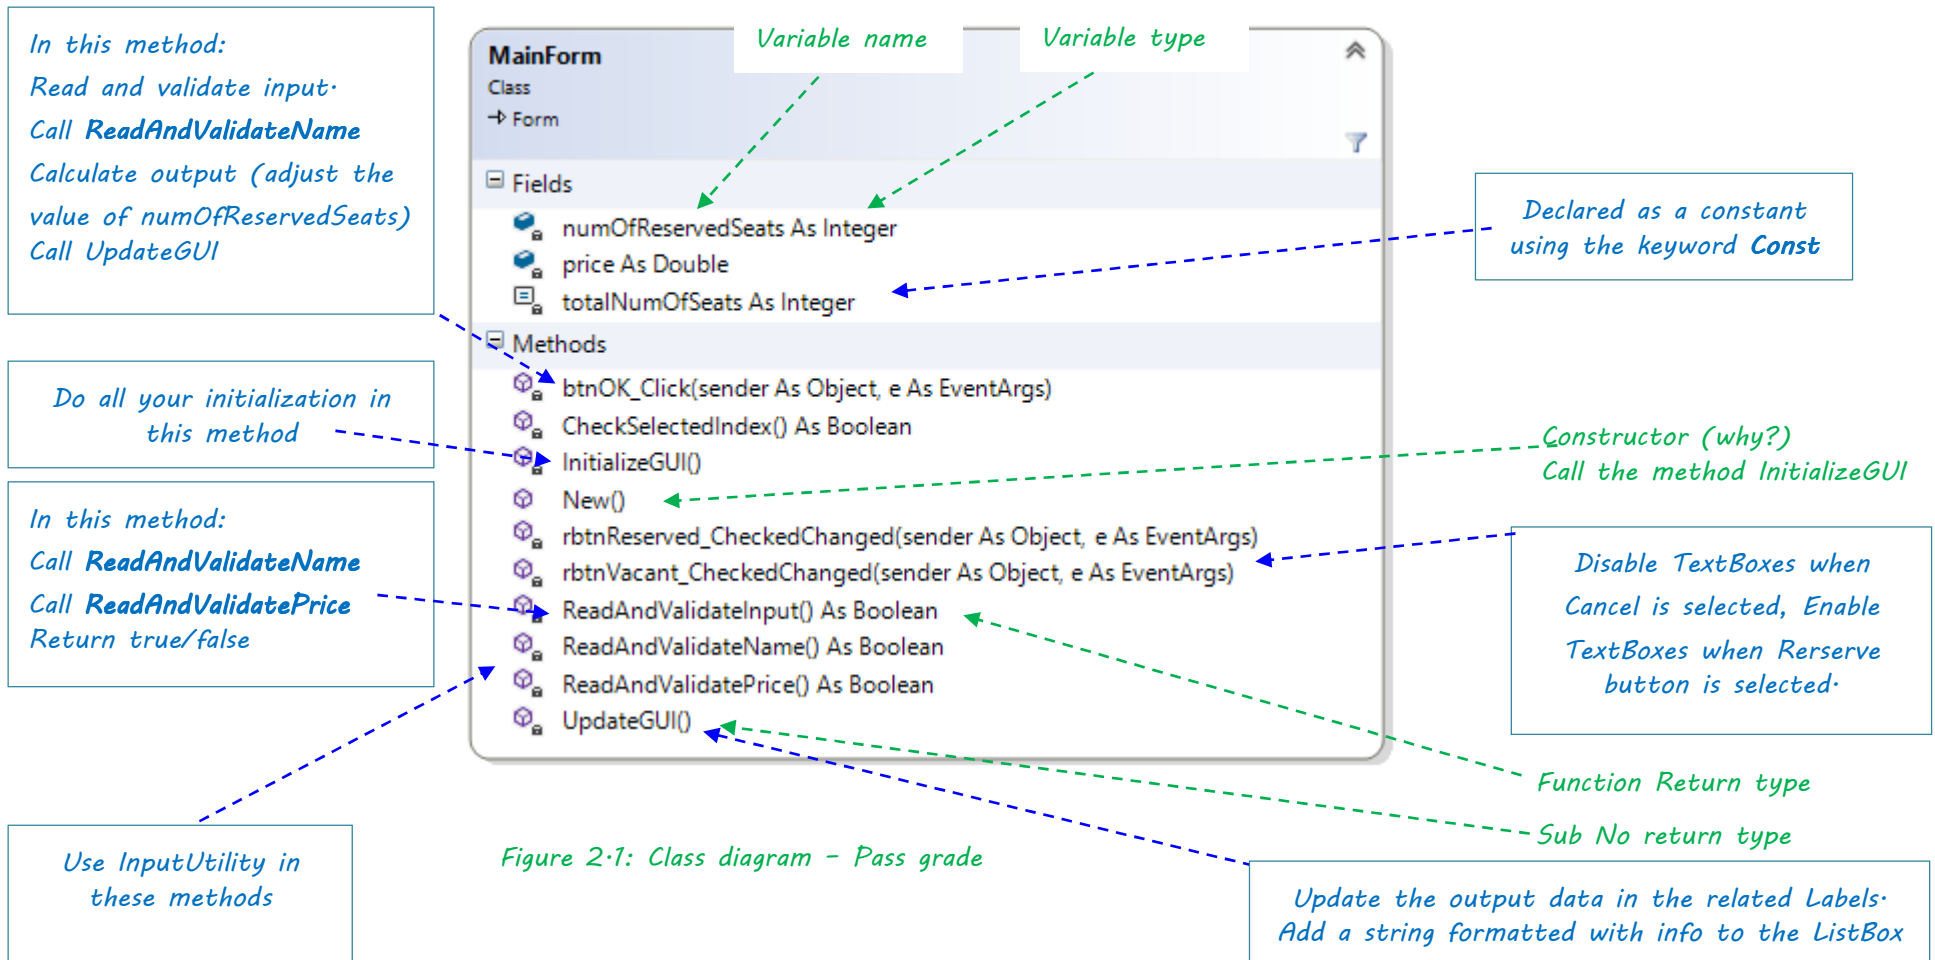 In this method:
Read and validate input.
Call ReadAndValidateName
Calculate output (adjust the
value of numOfReservedSeats)
Call UpdateGUI
Do all your initialization in
this method
In this method:
Call ReadAndValidateName
Call ReadAndValidatePrice
Return true/false
Use InputUtility in
these methods
Variable name
Variable type
MainForm
Class
Form
Fields
numOfReservedSeats As Integer
price As Double
totalNumOfSeats As Integer
Methods
btnOK_Click(sender As Object, e As EventArgs)
CheckSelectedIndex() As Boolean
InitializeGUI()
New()
rbtnReserved_CheckedChanged(sender As Object, e As EventArgs)
rbtnVacant_CheckedChanged(sender As Object, e As EventArgs)
ReadAndValidateInput() As Boolean
ReadAndValidateName() As Boolean
ReadAndValidatePrice() As Boolean
UpdateGUI()
Figure 2.1: Class diagram - Pass grade
Declared as a constant
using the keyword Const
Constructor (why?)
Call the method InitializeGUI
Disable TextBoxes when
Cancel is selected, Enable
TextBoxes when Rerserve
button is selected.
Function Return type
Sub No return type
Update the output data in the related Labels.
Add a string formatted with info to the ListBox